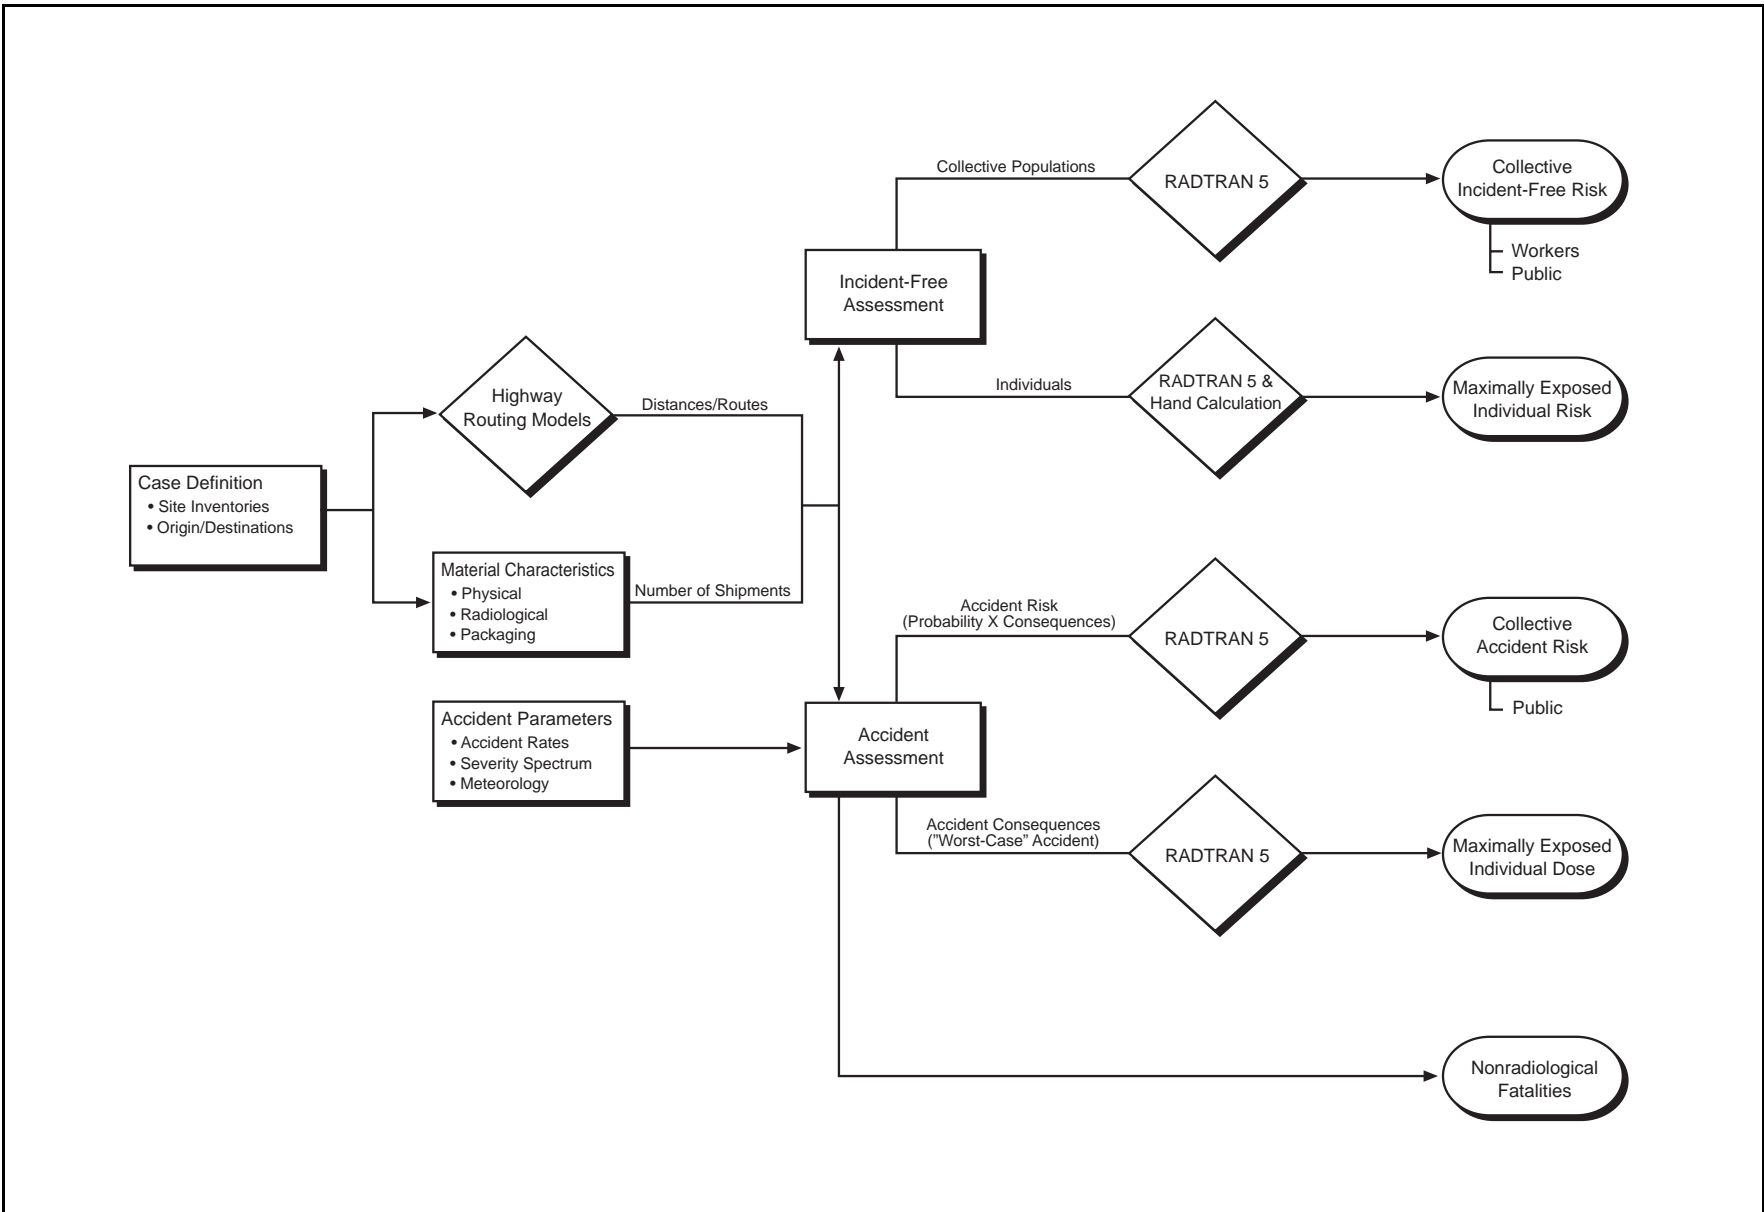 Case Definition
• Site Inventories
• Origin/Destinations
Highway
Routing Models
Distances/Routes
Material Characteristics
• Physical
• Radiological
• Packaging
Number of Shipments
Accident Parameters
• Accident Rates
• Severity Spectrum
• Meteorology
Incident-Free
Assessment
Collective Populations
RADTRAN 5
Collective
Incident-Free Risk
Workers
Public
Individuals
RADTRAN 5 &
Hand Calculation
Maximally Exposed
Individual Risk
Accident
Assessment
Accident Risk
(Probability X Consequences)
RADTRAN 5
Collective
Accident Risk
Public
Accident Consequences
("Worst-Case" Accident)
RADTRAN 5
Maximally Exposed
Individual Dose
Nonradiological
Fatalities